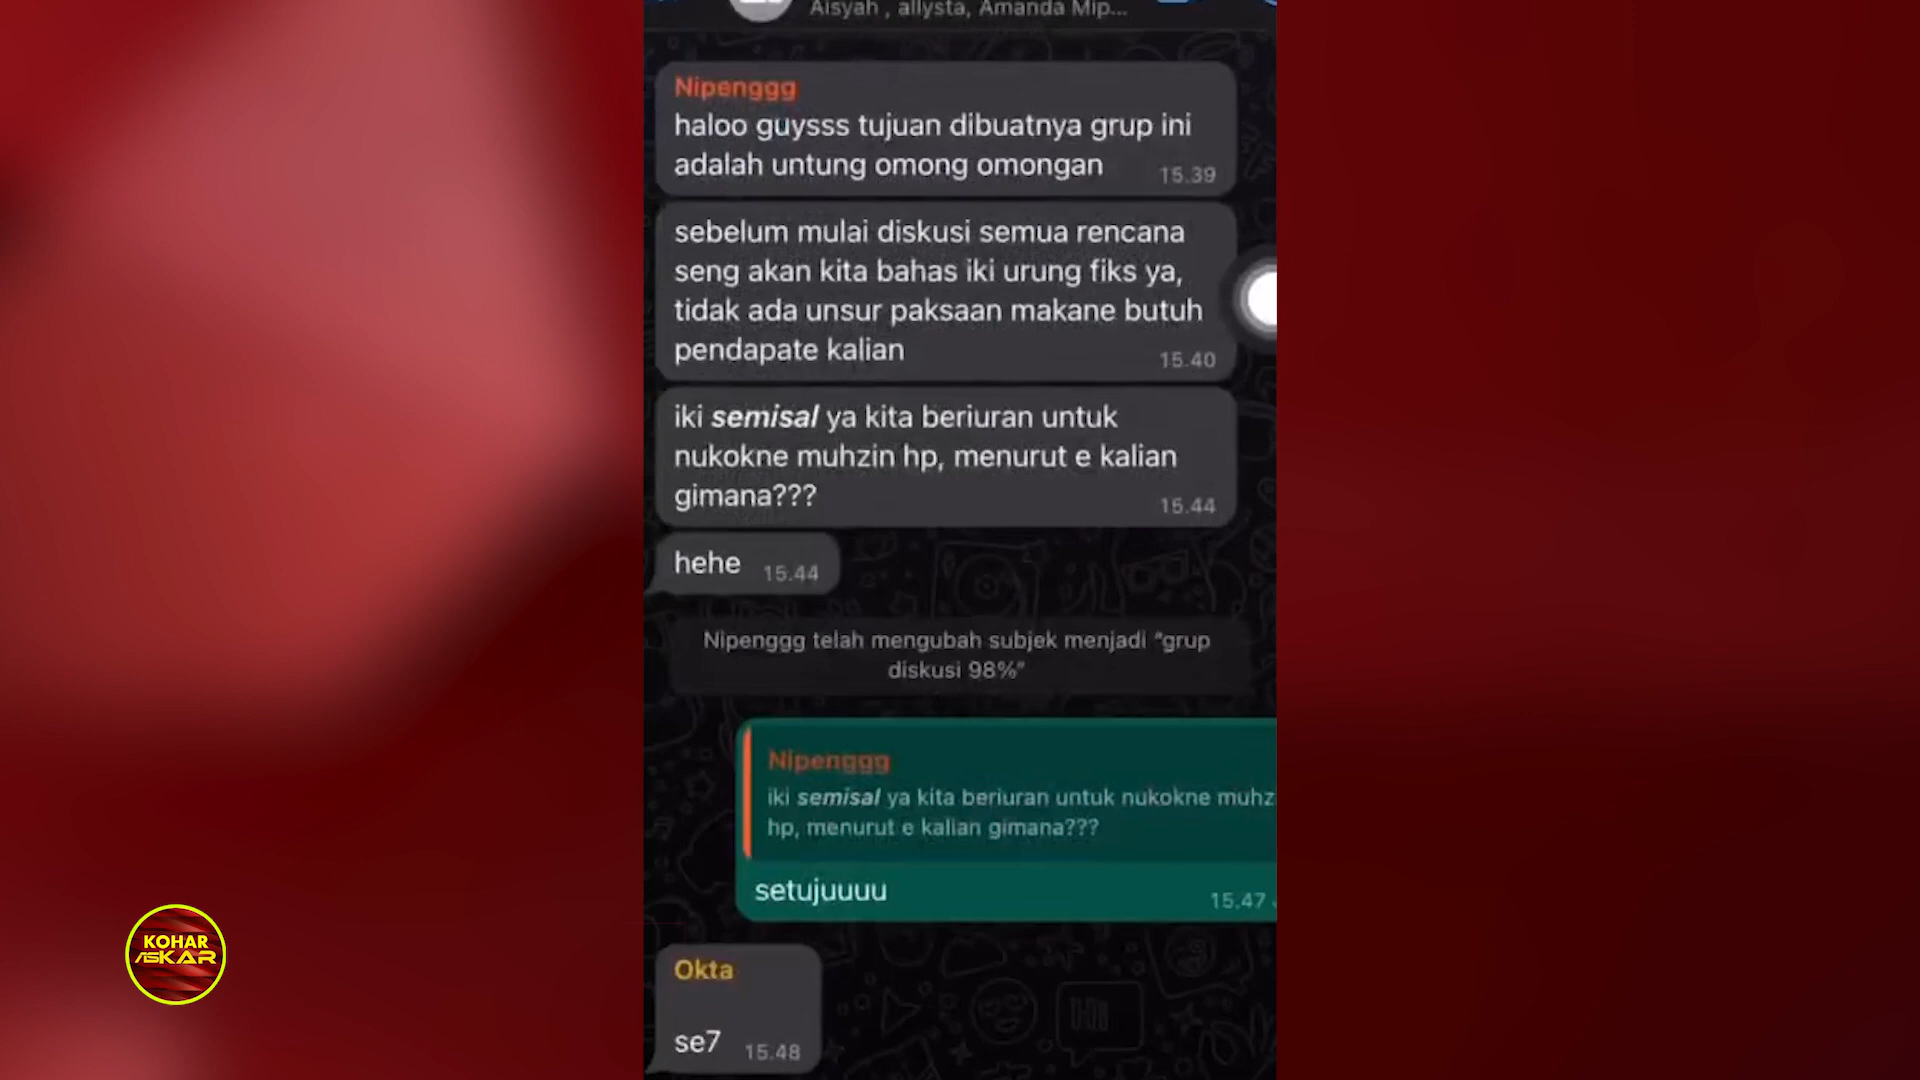 Aisyah , allysta, Amanda Mip...
Nipenggg
haloo guysss tujuan dibuatnya grup ini
adalah untung omong omongan
15.39
sebelum mulai diskusi semua rencana
seng akan kita bahas iki urung fiks ya,
tidak ada unsur paksaan makane butuh
pendapate kalian
15.40
iki semisal ya kita beriuran untuk
nukokne muhzin hp, menurut e kalian
gimana???
15.44
hehe 15.44
Nipenggg telah mengubah subjek menjadi "grup
diskusi 98%"
Nipenggg
iki semisal ya kita beriuran untuk nukokne muhz
hp, menurut e kalian gimana???
setujuuuu
15.47
Okta
se7 15.48
KOHAR
ASKAR